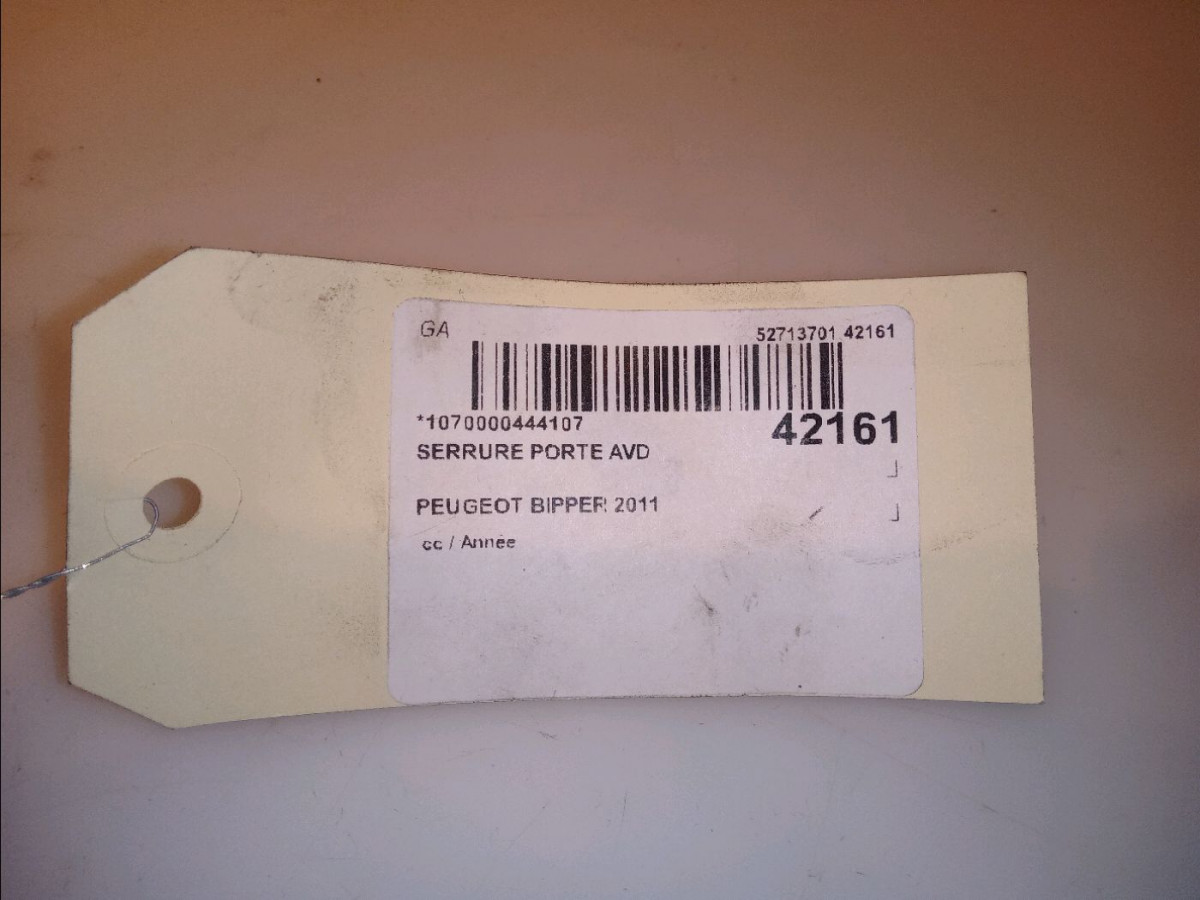 GA
52713701 42161
*1070000444107
42161
SERRURE PORTE AVD
PEUGEOT BIPPER 2011
cc / Année